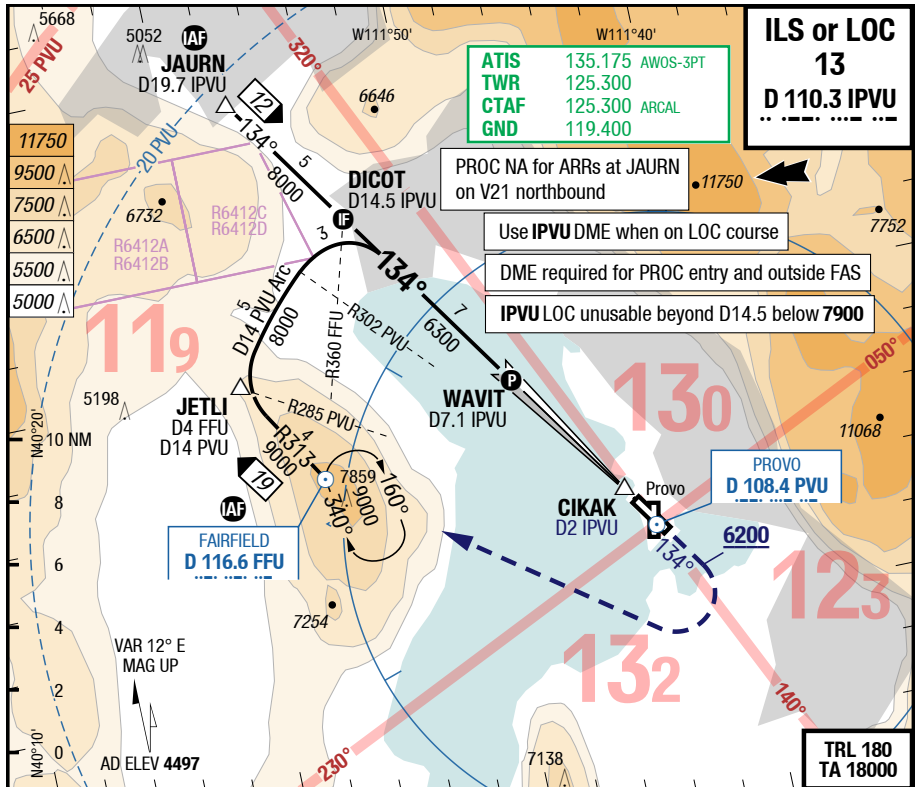 ILS or LOC
13
D 110.3 IPVU
ATIS 135.175 AWOS-3PT
TWR 125.300
CTAF 125.300 ARCAL
GND 119.400
PROC NA for ARRs at JAURN
on V21 northbound
Use IPVU DME when on LOC course
DME required for PROC entry and outside FAS
IPVU LOC unusable beyond D14.5 below 7900
W111°50'
W111°40'
5668
5052
25 PVU
20 PVU
IAF
JAURN
D19.7 IPVU
12
134°
5
8000
320°
6646
11750
9500
7500
6500
5500
5000
6732
R6412C
R6412D
R6412A
R6412B
DICOT
D14.5 IPVU
IF
3
134°
7
6300
11750
7752
5
D14 PVU Arc
8000
R302 PVU
R360 FFU
119
130
050°
WAVIT
D7.1 IPVU
P
5198
JETLI
D4 FFU
D14 PVU
R285 PVU
4
R313
9000
19
IAF
7859
9000
160°
340°
FAIRFIELD
D 116.6 FFU
7254
11068
CIKAK
D2 IPVU
Provo
PROVO
D 108.4 PVU
134°
6200
123
132
140°
230°
7138
N40°20'
10 NM
8
6
4
2
0
N40°10'
VAR 12° E
MAG UP
AD ELEV 4497
TRL 180
TA 18000